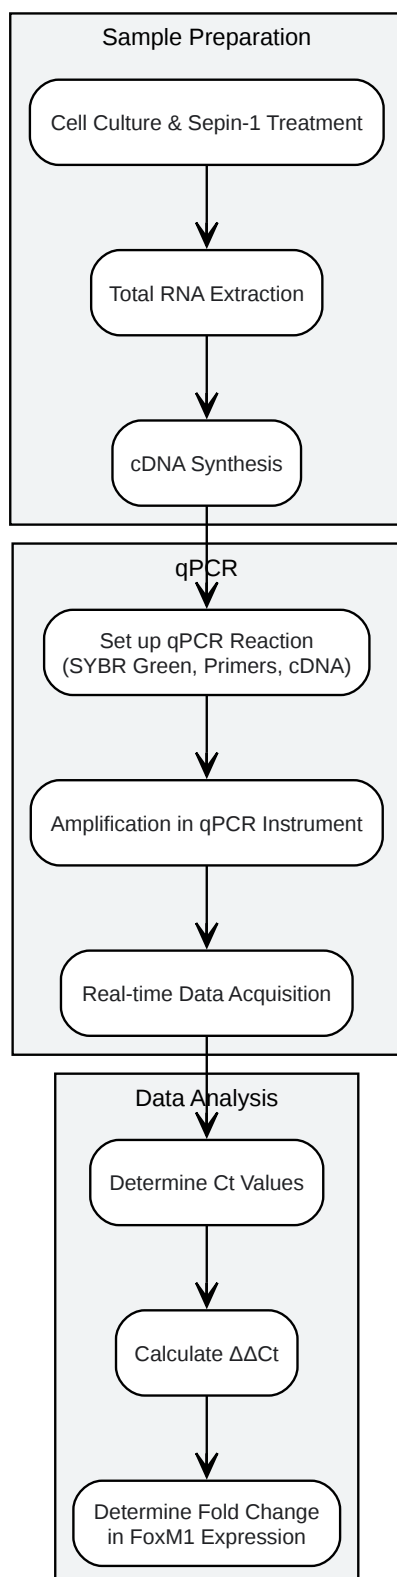 Sample Preparation
Cell Culture & Sepin-1 Treatment
Total RNA Extraction
cDNA Synthesis
qPCR
Set up qPCR Reaction
(SYBR Green, Primers, cDNA)
Amplification in qPCR Instrument
Real-time Data Acquisition
Data Analysis
Determine Ct Values
Calculate ΔΔCt
Determine Fold Change
in FoxM1 Expression